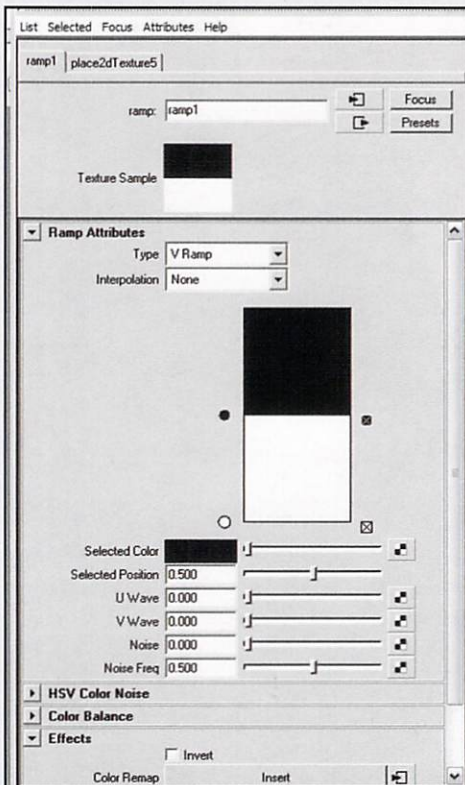 List Selected Focus Attributes Help
ramp1 place2dTexture5
ramp: ramp1 Focus
Presets
Texture Sample
Ramp Attributes
Type V Ramp
Interpolation None
Selected Color
Selected Position 0.500
U Wave 0.000
V Wave 0.000
Noise 0.000
Noise Freq 0.500
HSV Color Noise
Color Balance
Effects
Invert
Color Remap Insert